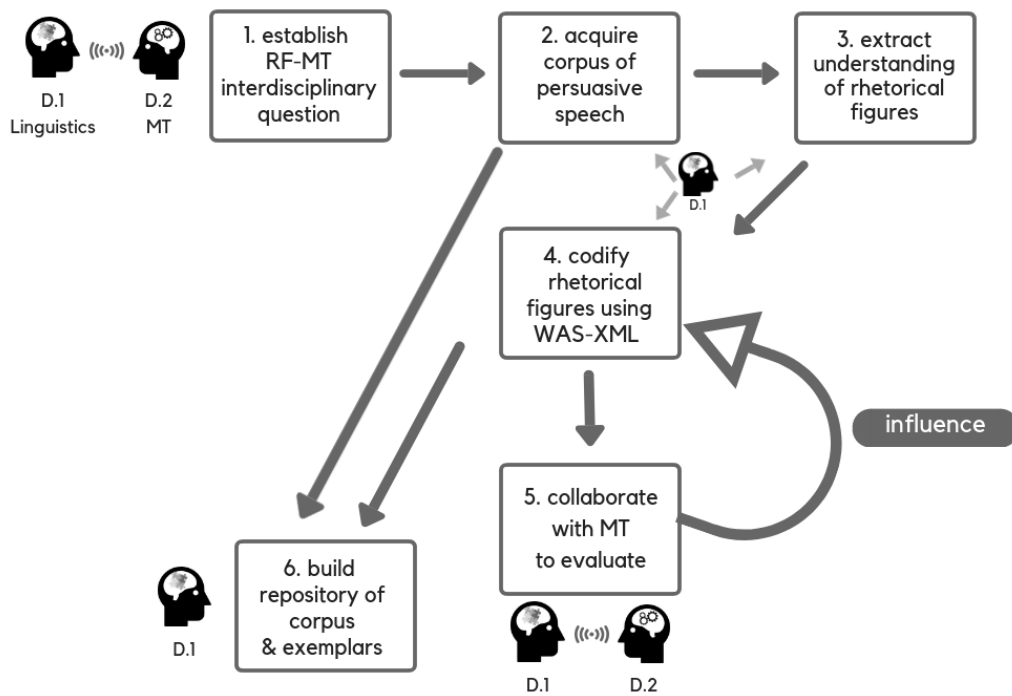 D.1
Linguistics
D.2
MT
1. establish
RF-MT
interdisciplinary
question
2. acquire
corpus of
persuasive
speech
3. extract
understanding
of rhetorical
figures
D.1
4. codify
rhetorical
figures using
WAS-XML
influence
5. collaborate
with MT
to evaluate
D.1
D.2
6. build
repository of
corpus
& exemplars
D.1